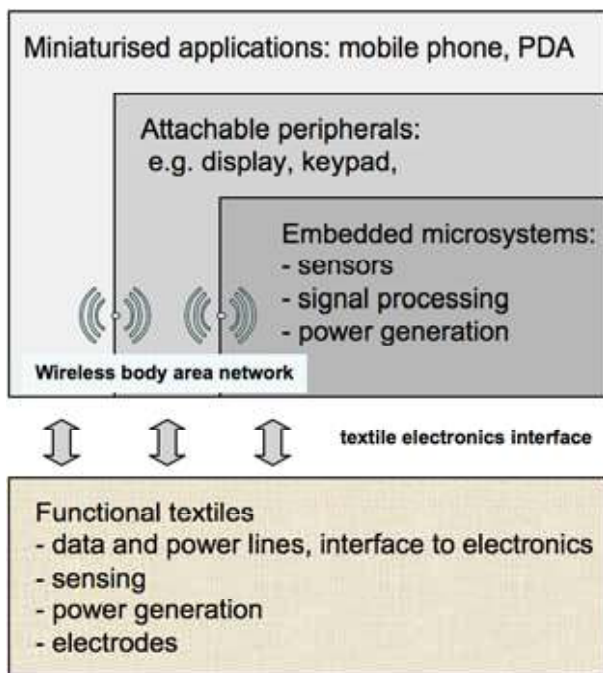 Miniaturised applications: mobile phone, PDA
Attachable peripherals:
e.g. display, keypad,
Embedded microsystems:
- sensors
- signal processing
- power generation
Wireless body area network
textile electronics interface
Functional textiles
- data and power lines, interface to electronics
- sensing
- power generation
- electrodes